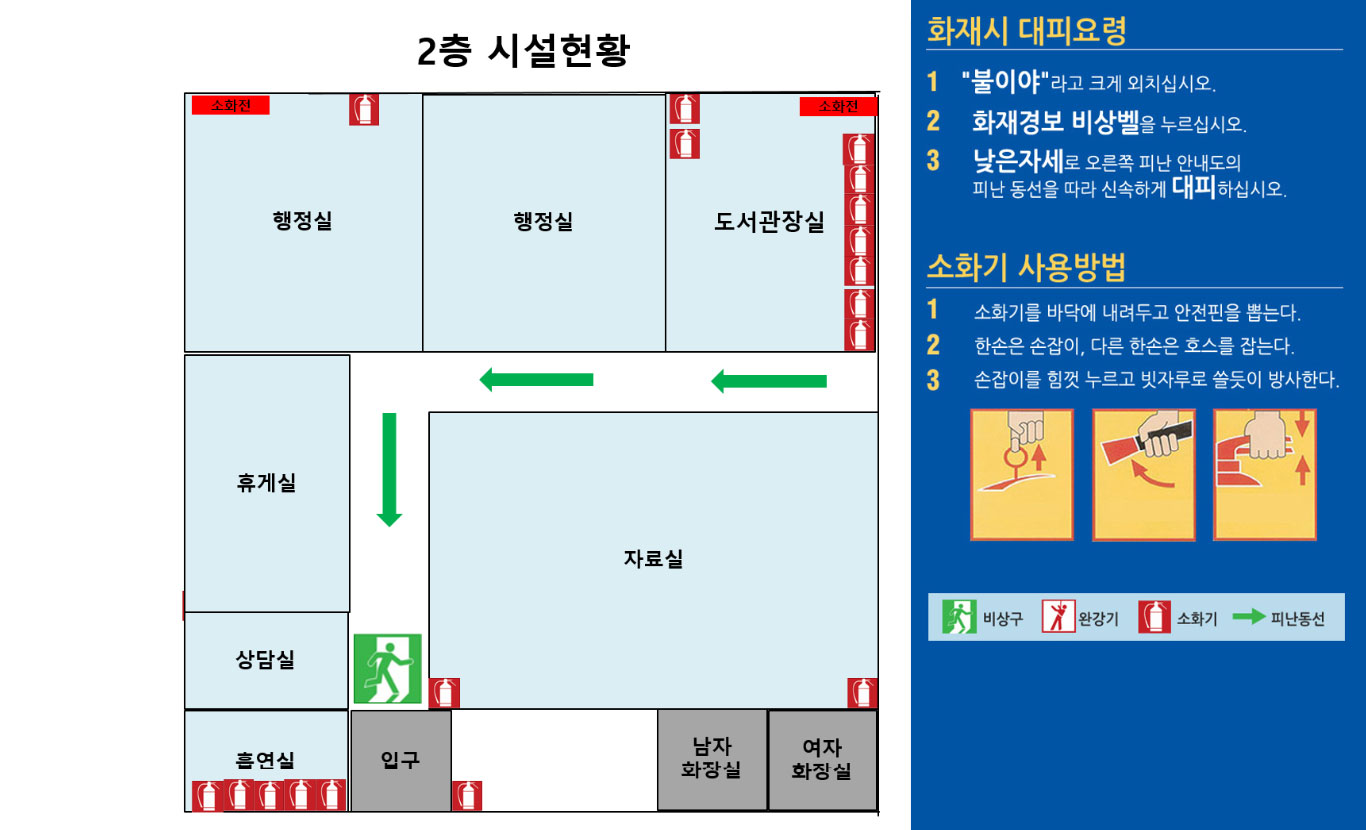 2층 시설현황
소화전
소화전
행정실
행정실
도서관장실
휴게실
자료실
상담실
흡연실
입구
남자
화장실
여자
화장실
화재시 대피요령
1 "불이야"라고 크게 외치십시오.
2 화재경보 비상벨을 누르십시오.
3 낮은자세로 오른쪽 피난 안내도의
피난 동선을 따라 신속하게 대피하십시오.
소화기 사용방법
1 소화기를 바닥에 내려두고 안전핀을 뽑는다.
2 한손은 손잡이, 다른 한손은 호스를 잡는다.
3 손잡이를 힘껏 누르고 빗자루로 쓸듯이 방사한다.
비상구 완강기 소화기 피난동선